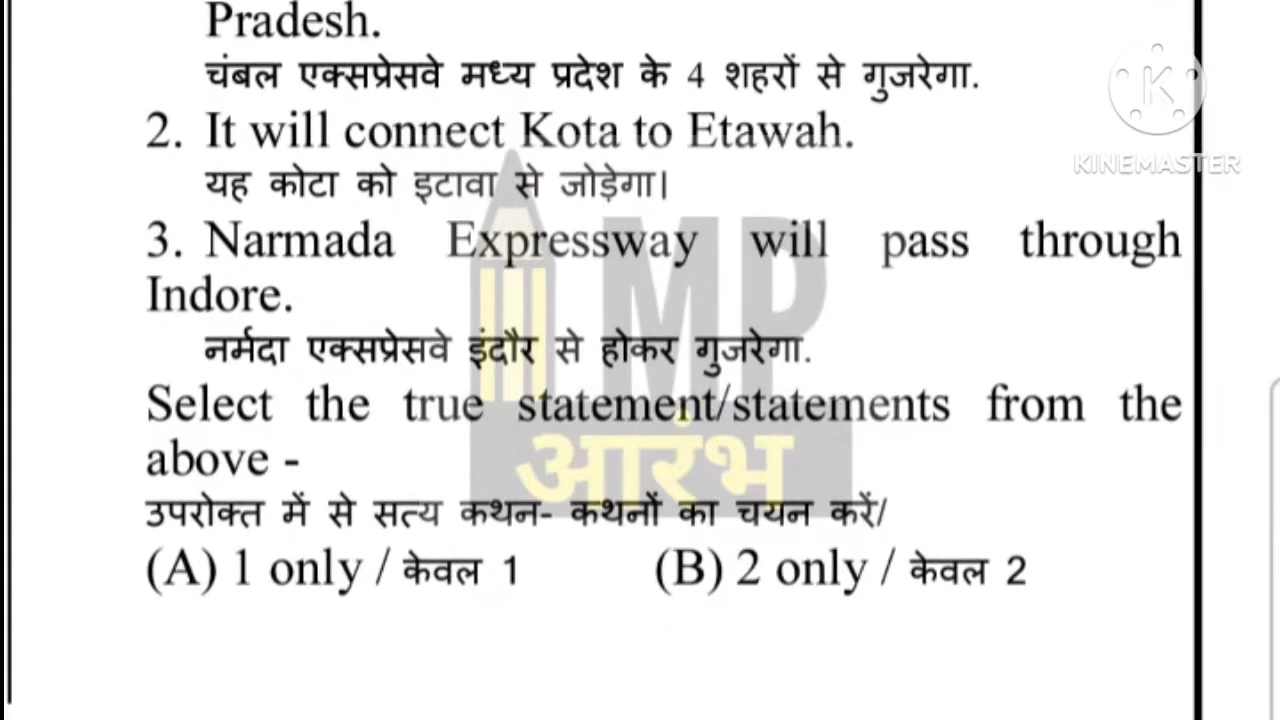 Pradesh.
चंबल एक्सप्रेसवे मध्य प्रदेश के 4 शहरों से गुजरेगा.
2. It will connect Kota to Etawah.
यह कोटा को इटावा से जोड़ेगा|
3. Narmada Expressway will pass through
Indore.
नर्मदा एक्सप्रेसवे इंदौर से होकर गुजरेगा.
Select the true statement/statements from the
above -
उपरोक्त में से सत्य कथन- कथनों का चयन करें/
(A) 1 only / केवल 1 (B) 2 only / केवल 2
K
KINEMASTER
MP
आरंभ